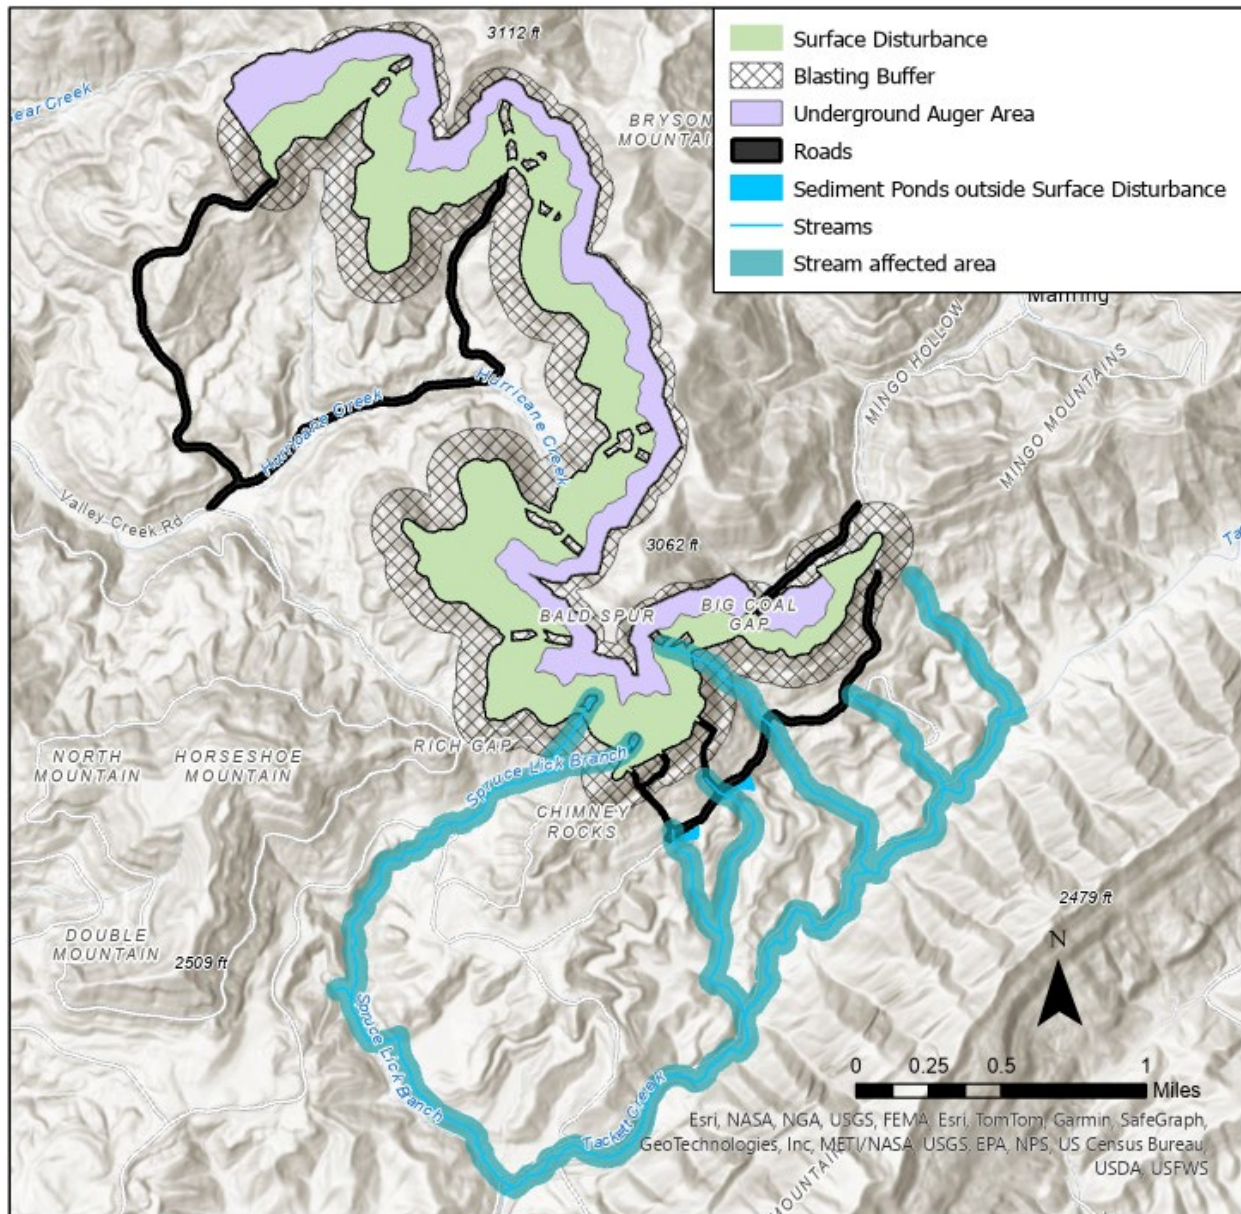 3112 ft
Surface Disturbance
Blasting Buffer
Underground Auger Area
Roads
Sediment Ponds outside Surface Disturbance
Streams
Stream affected area
ear Creek
BRYSON
MINGO HOLLOW
MINGO MOUNTAINS
Hurricane Creek
Hurricane Creek
Valley Creek Rd
3062 ft
BALD SPUR
BIG COAL
GAP
RICH GAP
NORTH
MOUNTAIN
HORSESHOE
MOUNTAIN
Spruce Lick Branch
CHIMNEY
ROCKS
2479 ft
DOUBLE
MOUNTAIN
2509 ft
N
Spruce Lick Branch
Tackett Creek
0 0.25 0.5 1
Miles
Esri, NASA, NGA, USGS, FEMA, Esri, TomTom, Garmin, SafeGraph,
GeoTechnologies, Inc, METI/NASA, USGS, EPA, NPS, US Census Bureau,
USDA, USFWS
MOUNTAIN